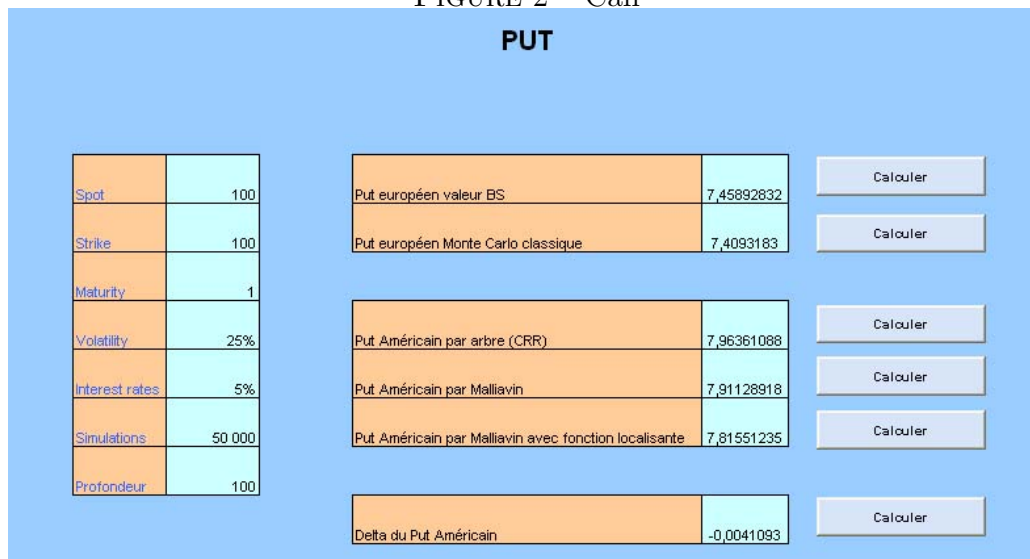 FIGURE 2 – Call
PUT
Spot 100
Strike 100
Maturity 1
Volatility 25%
Interest rates 5%
Simulations 50 000
Profondeur 100
Put européen valeur BS 7,45892832 Calculer
Put européen Monte Carlo classique 7,4093183 Calculer
Put Américain par arbre (CRR) 7,96361088 Calculer
Put Américain par Malliavin 7,91128918 Calculer
Put Américain par Malliavin avec fonction localisante 7,81551235 Calculer
Delta du Put Américain -0,0041093 Calculer